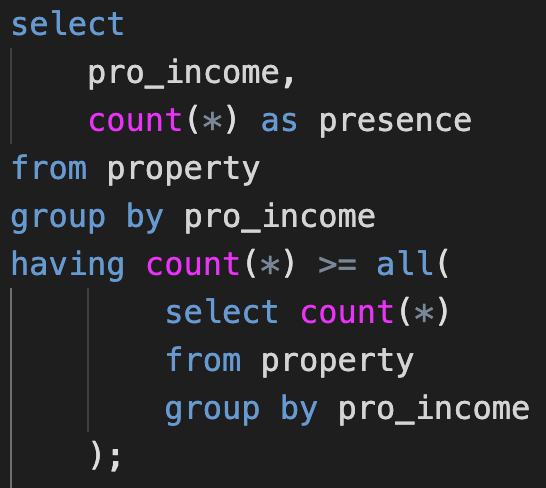 select
    pro_income,
    count(*) as presence
from property
group by pro_income
having count(*) >= all(
        select count(*)
        from property
        group by pro_income
    );